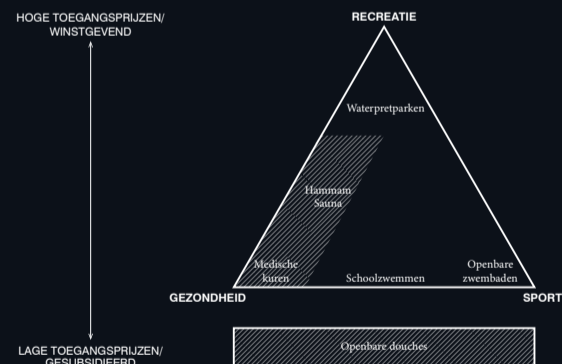 HOGE TOEGANGSPRIJZEN/
WINSTGEVEND
RECREATIE
Waterpretparken
Hammam
Sauna
Medische
kuren
Schoolzwemmen
Openbare
zwembaden
GEZONDHEID
SPORT
LAGE TOEGANGSPRIJZEN/
GESUBSIDIEERD
Openbare douches